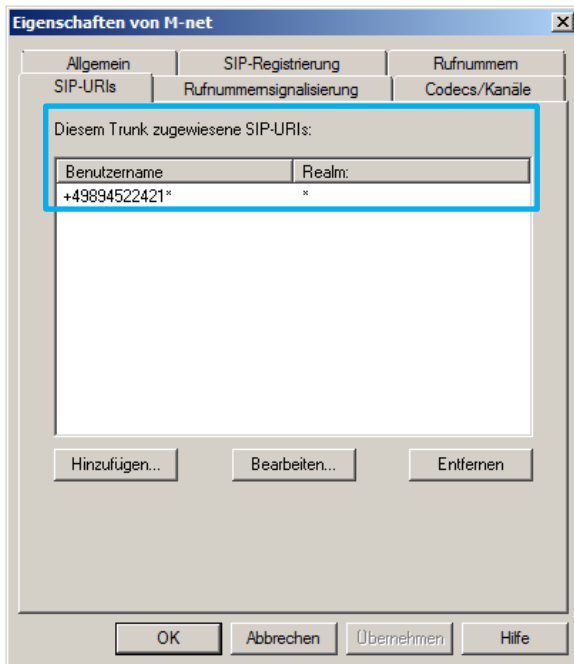 Eigenschaften von M-net
Allgemein SIP-Registrierung Rufnummern
SIP-URIs Rufnummernsignalisierung Codecs/Kanäle
Diesem Trunk zugewiesene SIP-URIs:
Benutzername Realm:
+49894522421* *
Hinzufügen... Bearbeiten... Entfernen
OK Abbrechen Übernehmen Hilfe